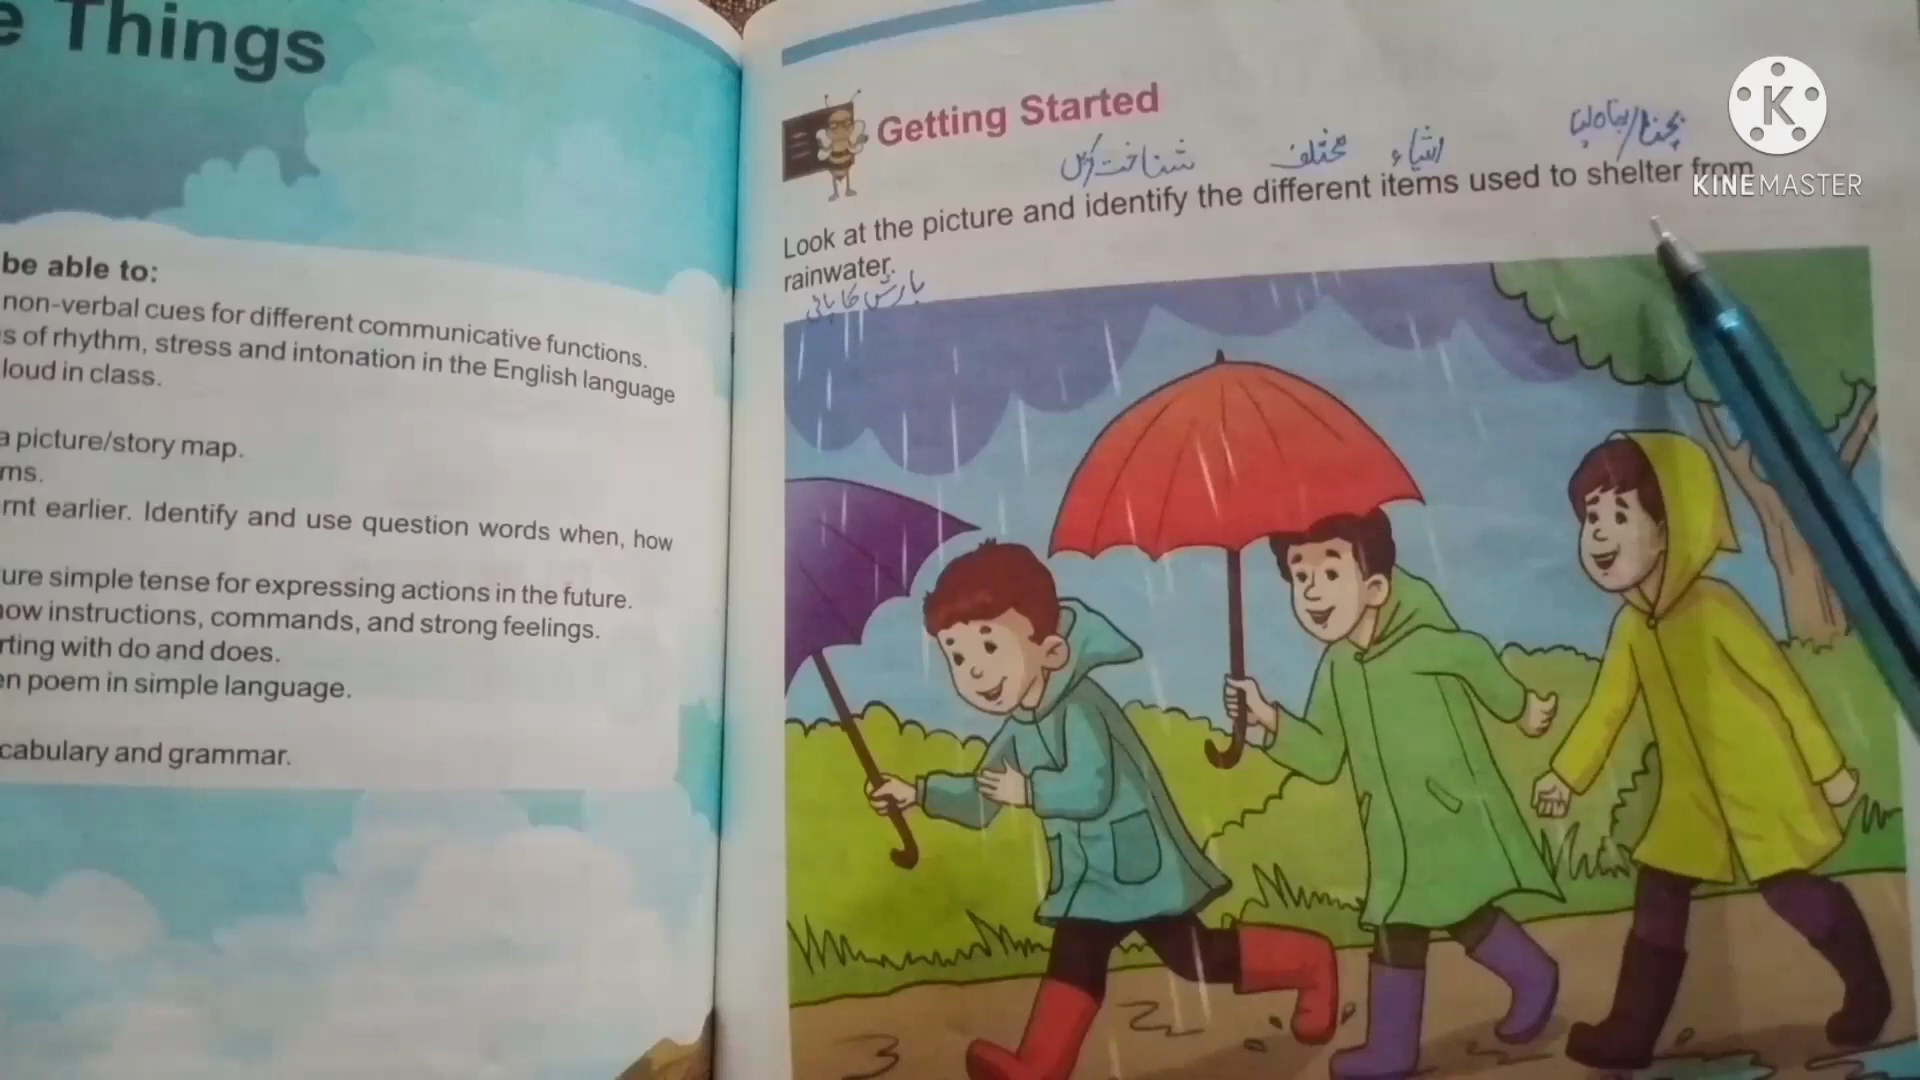 e Things
be able to:
non-verbal cues for different communicative functions.
s of rhythm, stress and intonation in the English language
loud in class.
a picture/story map.
ms.
rnt earlier. Identify and use question words when, how
ure simple tense for expressing actions in the future.
how instructions, commands, and strong feelings.
rting with do and does.
en poem in simple language.
cabulary and grammar.
Getting Started
شناخت کریں مختلف اشیاء بچنا/پناہ لینا
Look at the picture and identify the different items used to shelter from
rainwater.
بارش کا پانی
K
KINEMASTER